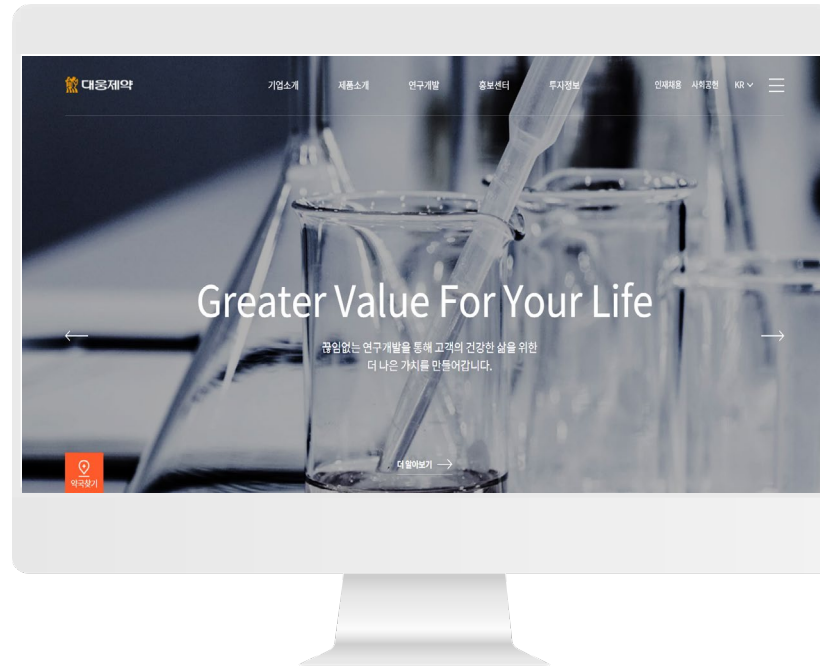 대웅제약
기업소개 제품소개 연구개발 홍보센터 투자정보 인재채용 사회공헌 KR
Greater Value For Your Life
끊임없는 연구개발을 통해 고객의 건강한 삶을 위한
더 나은 가치를 만들어갑니다.
더 알아보기
약국찾기